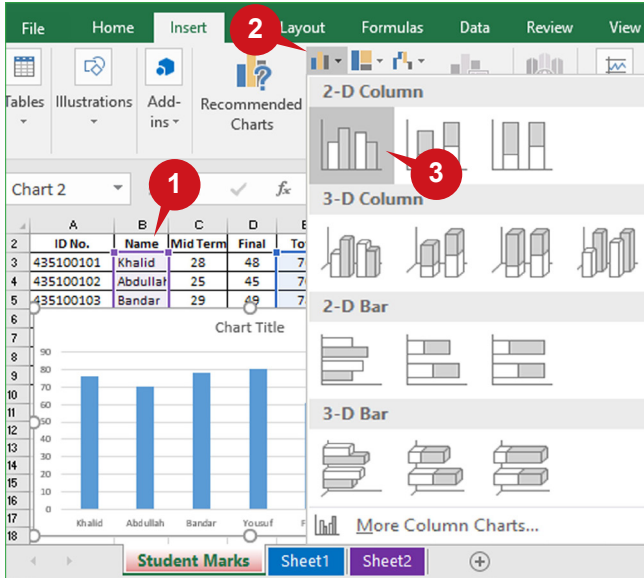 File Home Insert Layout Formulas Data Review View
2
Tables Illustrations Add-ins Recommended Charts
2-D Column
3
3-D Column
2-D Bar
3-D Bar
More Column Charts...
Chart 2 fx
1
A B C D
2 ID No. Name Mid Term Final
3 435100101 Khalid 28 48
4 435100102 Abdullah 25 45
5 435100103 Bandar 29 49
6
7
8
9
10
11
12
13
14
15
16
17
18
Chart Title
90
80
70
60
50
40
30
20
10
0
Khalid Abdullah Bandar Yousuf
Student Marks Sheet1 Sheet2